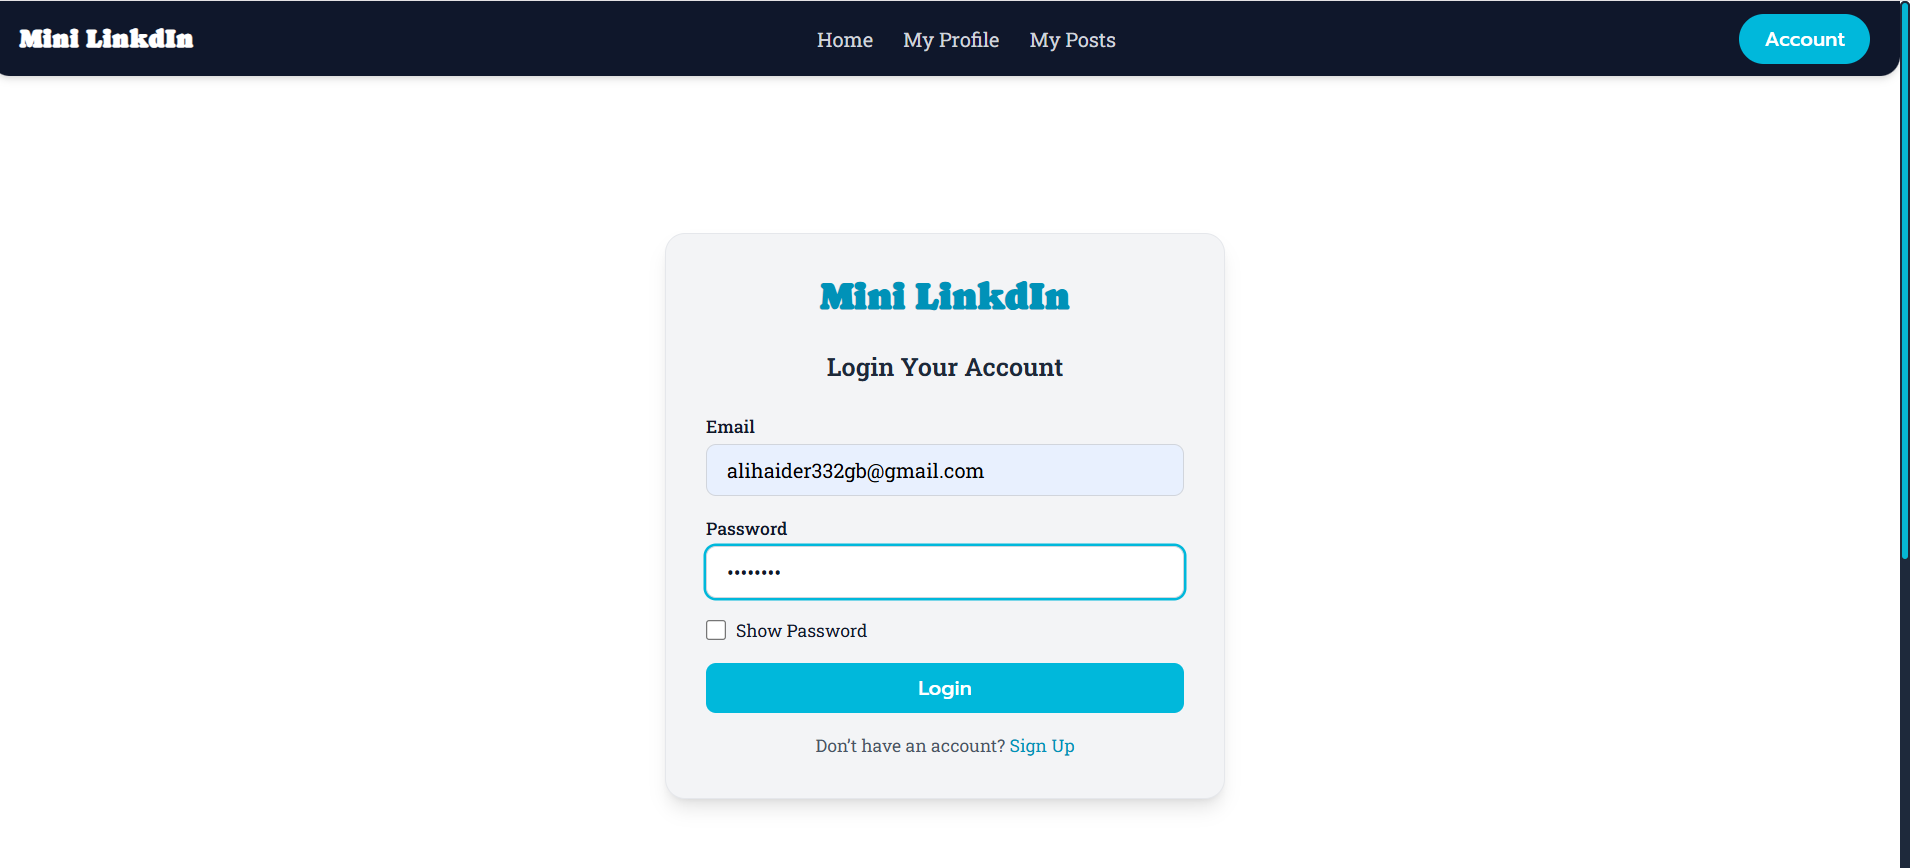 Mini LinkdIn
Home My Profile My Posts
Account
Mini LinkdIn
Login Your Account
Email
alihaider332gb@gmail.com
Password
••••••••
Show Password
Login
Don’t have an account? Sign Up